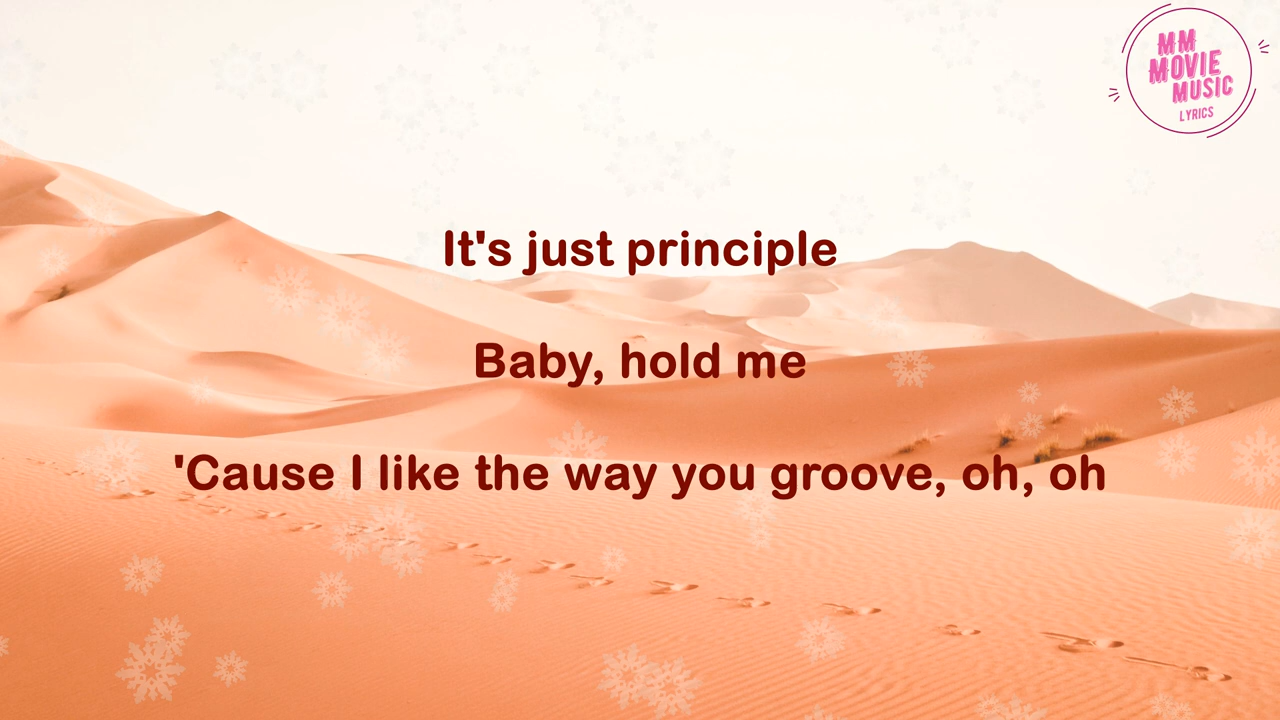 MM
MOVIE
MUSIC
LYRICS
It's just principle
Baby, hold me
'Cause I like the way you groove, oh, oh